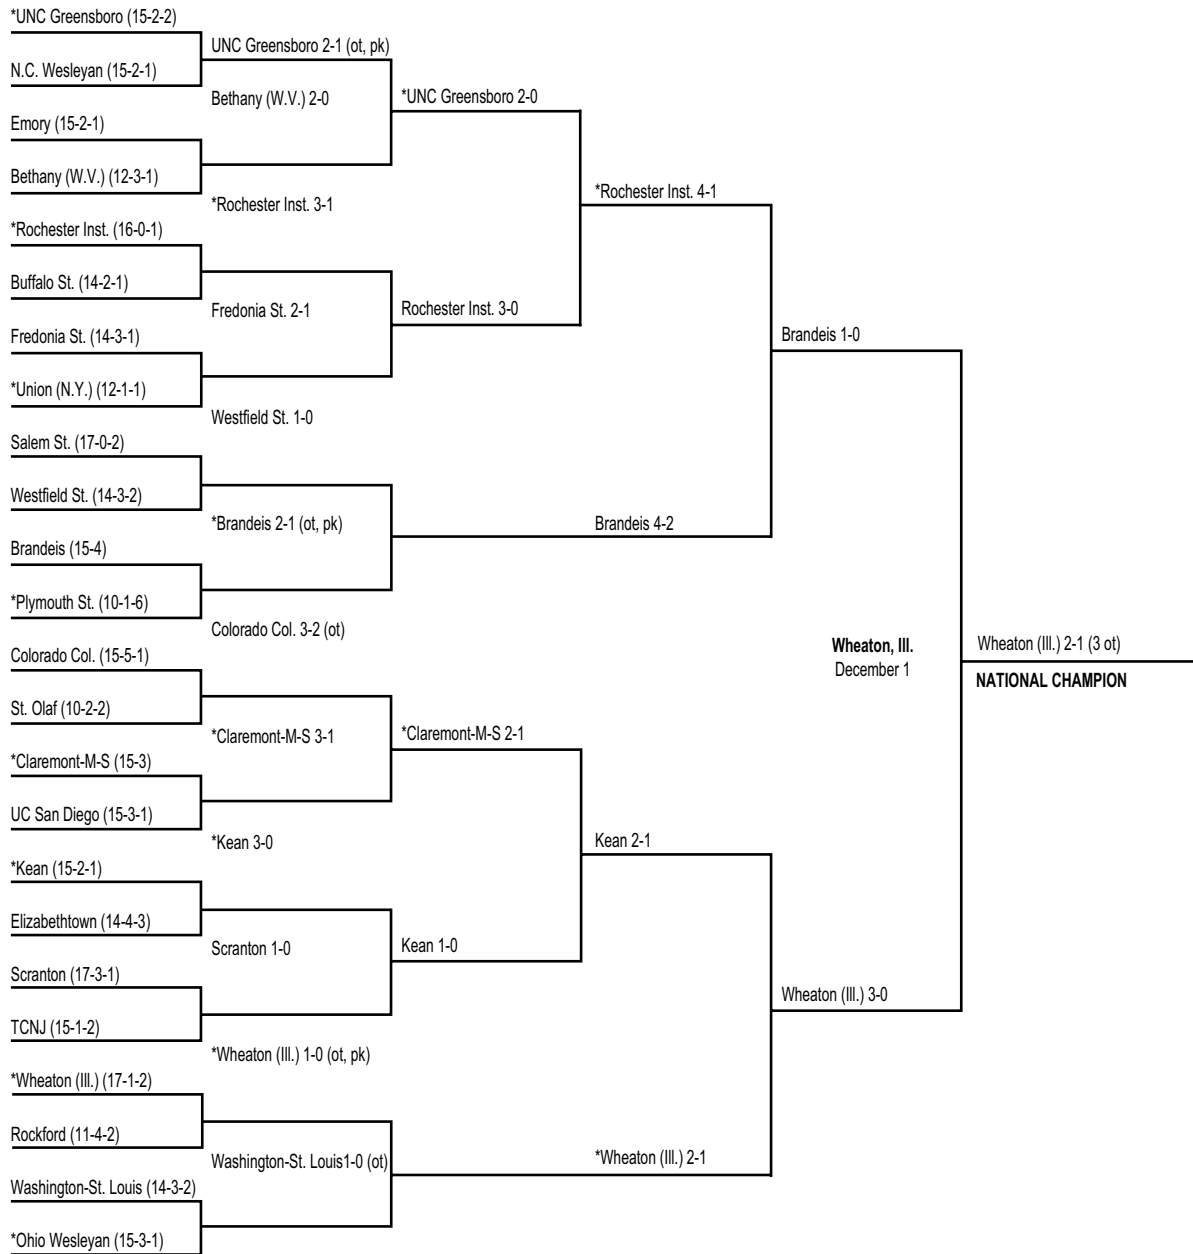 *UNC Greensboro (15-2-2)
N.C. Wesleyan (15-2-1)
Emory (15-2-1)
Bethany (W.V.) (12-3-1)
*Rochester Inst. (16-0-1)
Buffalo St. (14-2-1)
Fredonia St. (14-3-1)
*Union (N.Y.) (12-1-1)
Salem St. (17-0-2)
Westfield St. (14-3-2)
Brandeis (15-4)
*Plymouth St. (10-1-6)
Colorado Col. (15-5-1)
St. Olaf (10-2-2)
*Claremont-M-S (15-3)
UC San Diego (15-3-1)
*Kean (15-2-1)
Elizabethtown (14-4-3)
Scranton (17-3-1)
TCNJ (15-1-2)
*Wheaton (Ill.) (17-1-2)
Rockford (11-4-2)
Washington-St. Louis (14-3-2)
*Ohio Wesleyan (15-3-1)
UNC Greensboro 2-1 (ot, pk)
Bethany (W.V.) 2-0
*Rochester Inst. 3-1
Fredonia St. 2-1
Westfield St. 1-0
*Brandeis 2-1 (ot, pk)
Colorado Col. 3-2 (ot)
*Claremont-M-S 3-1
*Kean 3-0
Scranton 1-0
*Wheaton (Ill.) 1-0 (ot, pk)
Washington-St. Louis1-0 (ot)
*UNC Greensboro 2-0
Rochester Inst. 3-0
*Claremont-M-S 2-1
Kean 1-0
*Rochester Inst. 4-1
Brandeis 4-2
Kean 2-1
*Wheaton (Ill.) 2-1
Brandeis 1-0
Wheaton (Ill.) 3-0
Wheaton, Ill.
December 1
Wheaton (Ill.) 2-1 (3 ot)
NATIONAL CHAMPION